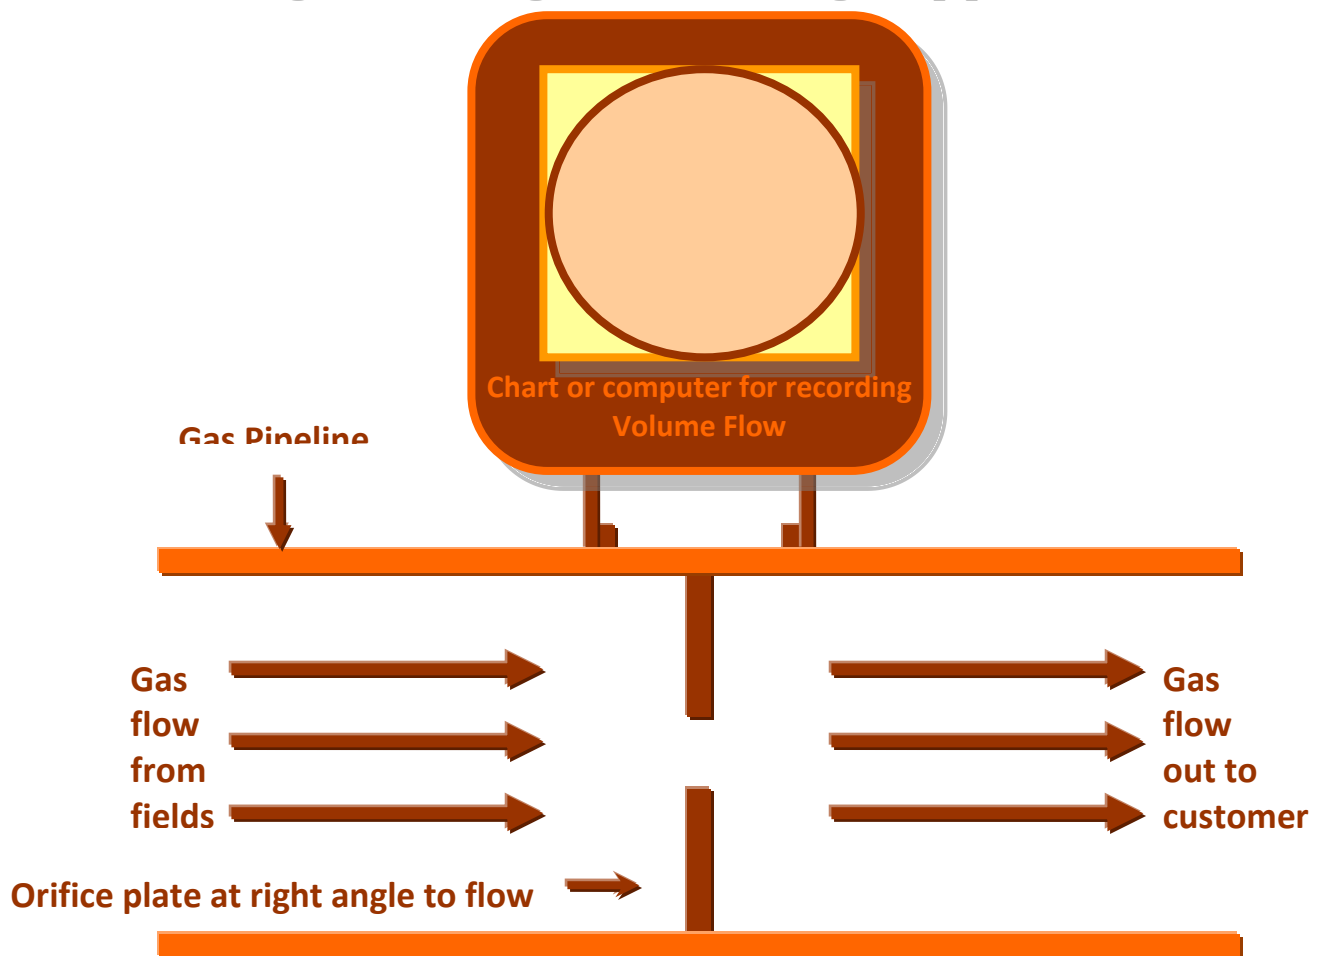 Chart or computer for recording
Volume Flow
Gas Pipeline
Gas
flow
from
fields
Gas
flow
out to
customer
Orifice plate at right angle to flow